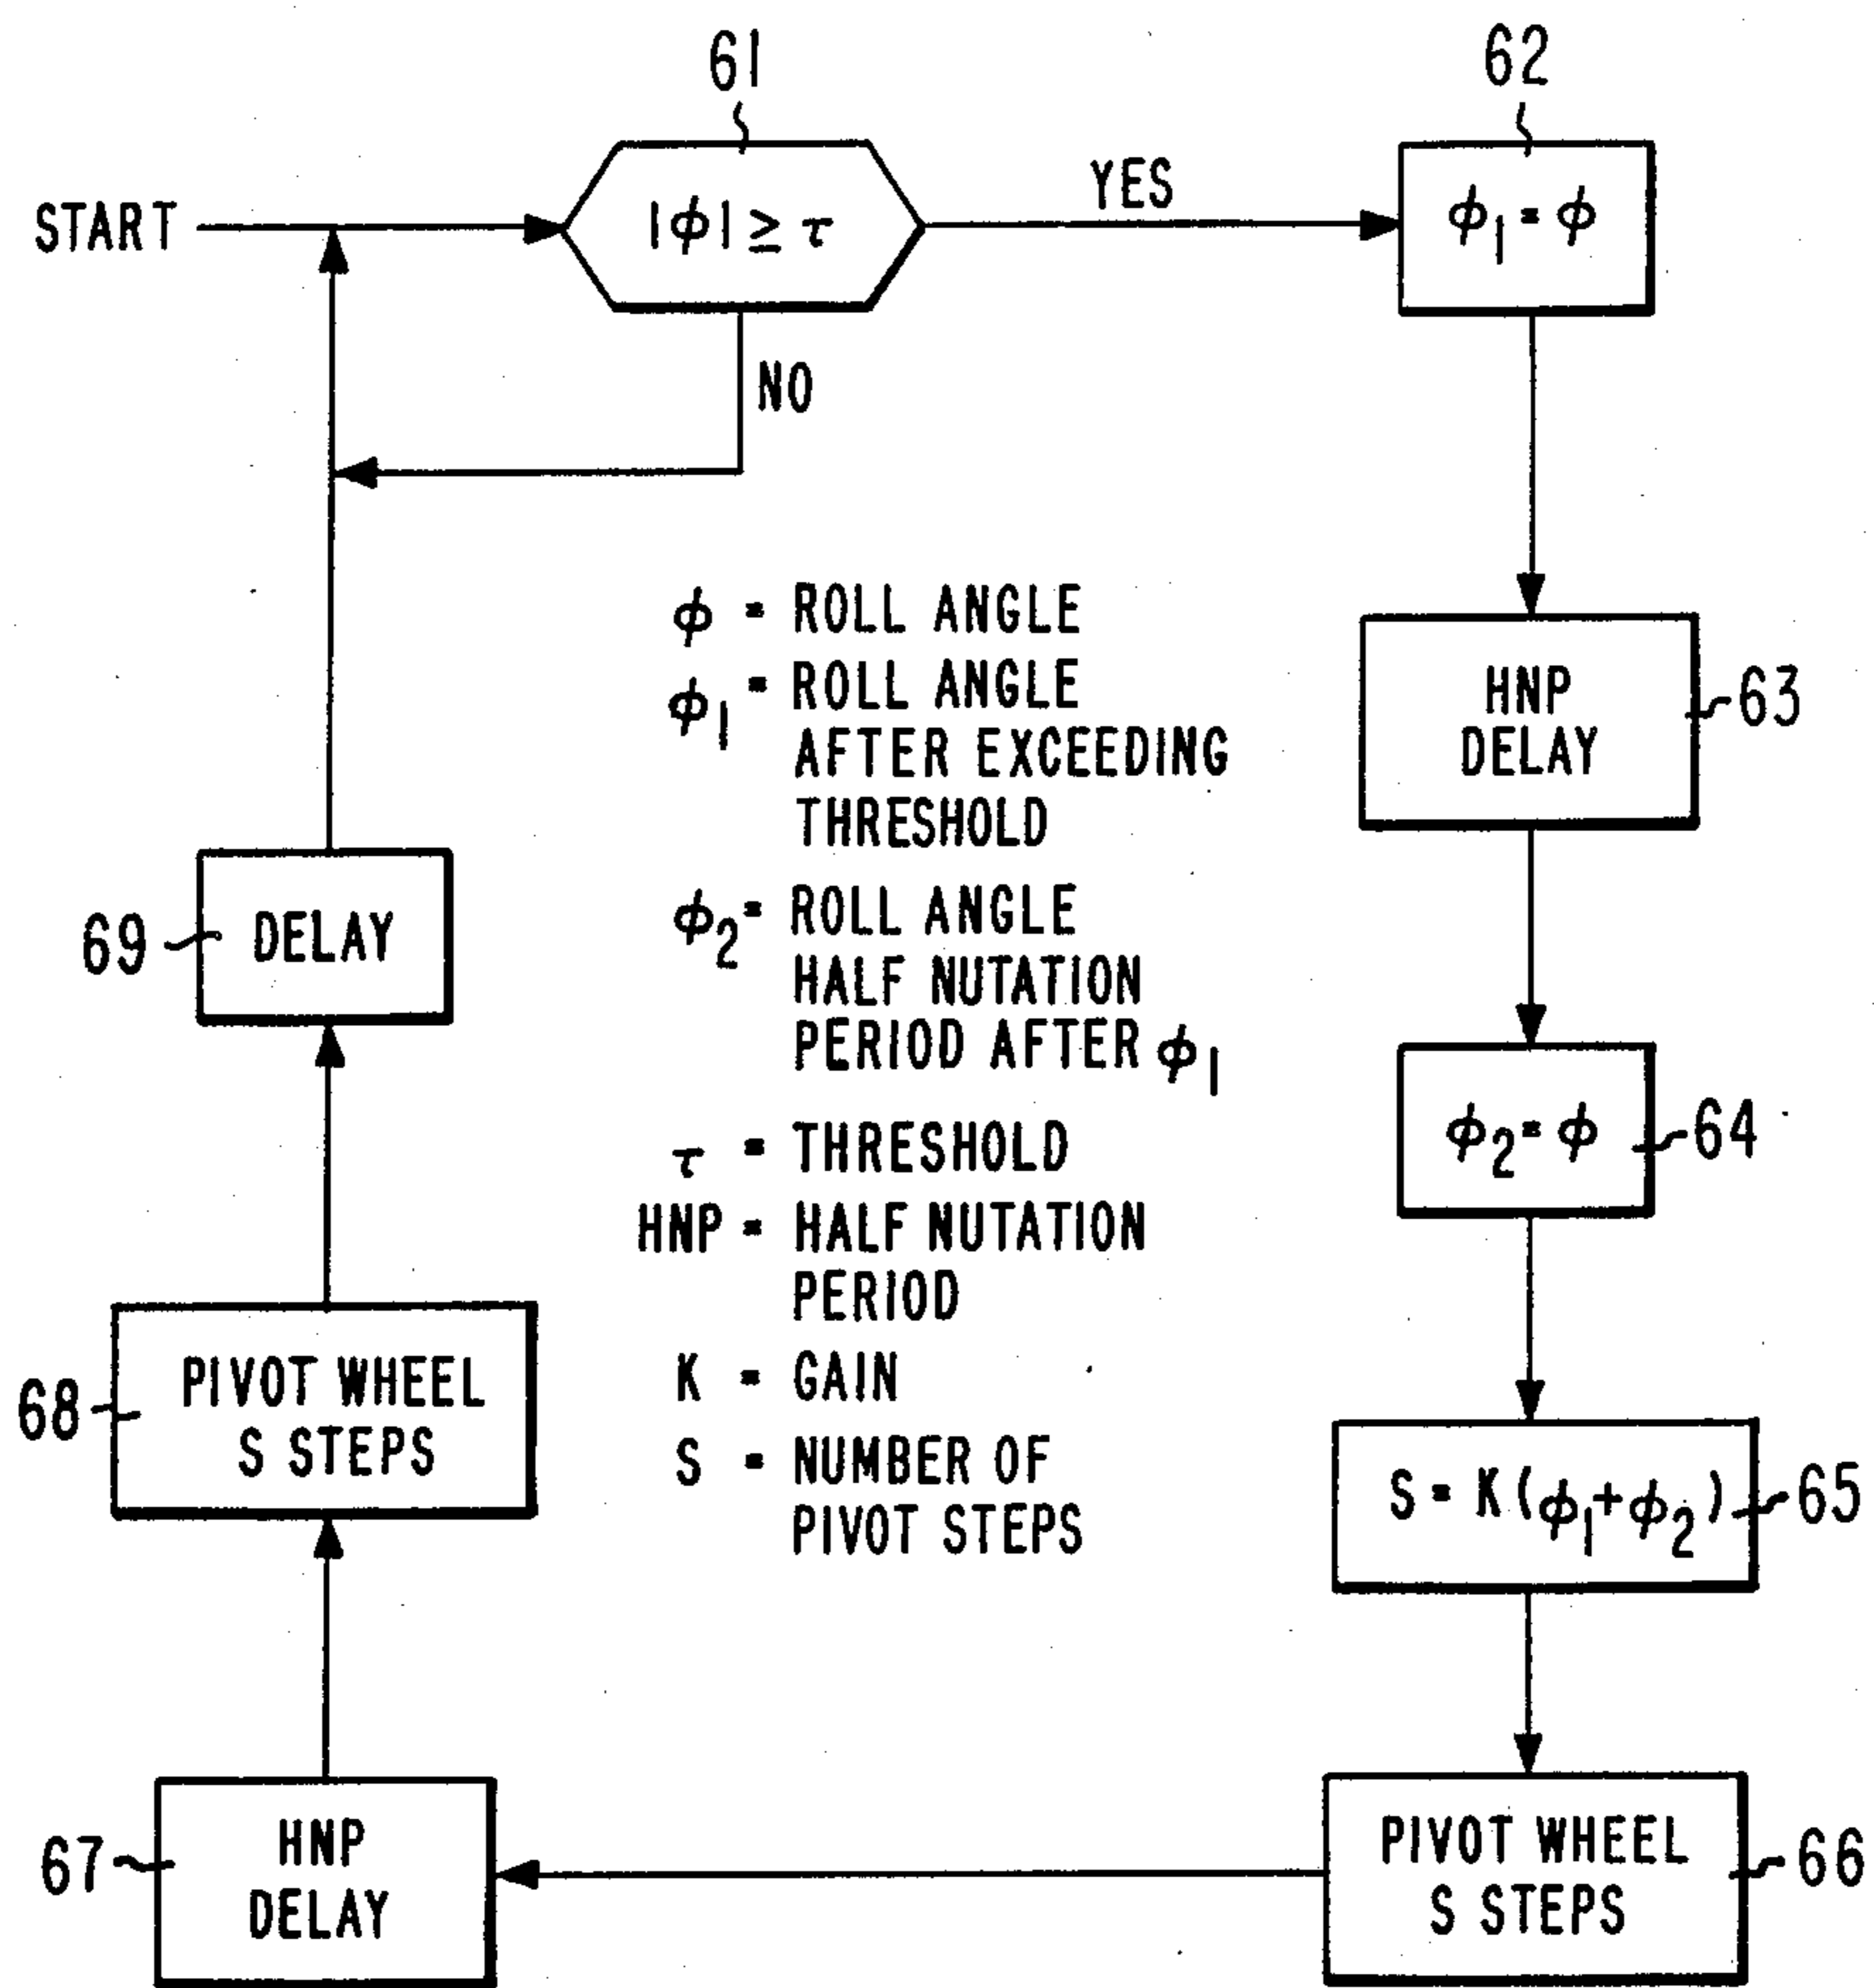 61
62
START
|ϕ| ≥ τ
YES
ϕ₁ = ϕ
NO
HNP
DELAY
63
ϕ = ROLL ANGLE
ϕ₁ = ROLL ANGLE
AFTER EXCEEDING
THRESHOLD
ϕ₂ = ROLL ANGLE
HALF NUTATION
PERIOD AFTER ϕ₁
τ = THRESHOLD
HNP = HALF NUTATION
PERIOD
K = GAIN
S = NUMBER OF
PIVOT STEPS
69
DELAY
ϕ₂ = ϕ
64
68
PIVOT WHEEL
S STEPS
S = K(ϕ₁+ϕ₂)
65
67
HNP
DELAY
PIVOT WHEEL
S STEPS
66